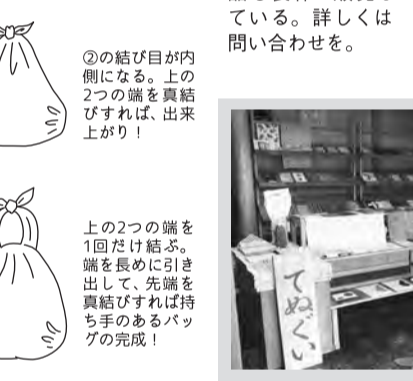 ②の結び目が内
側になる。上の
2つの端を真結
びすれば、出来
上がり！
上の2つの端を
1回だけ結ぶ。
端を長めに引き
出して、先端を
真結びすれば持
ち手のあるバッ
グの完成！
ている。詳しくは
問い合わせを。
てぬぐい